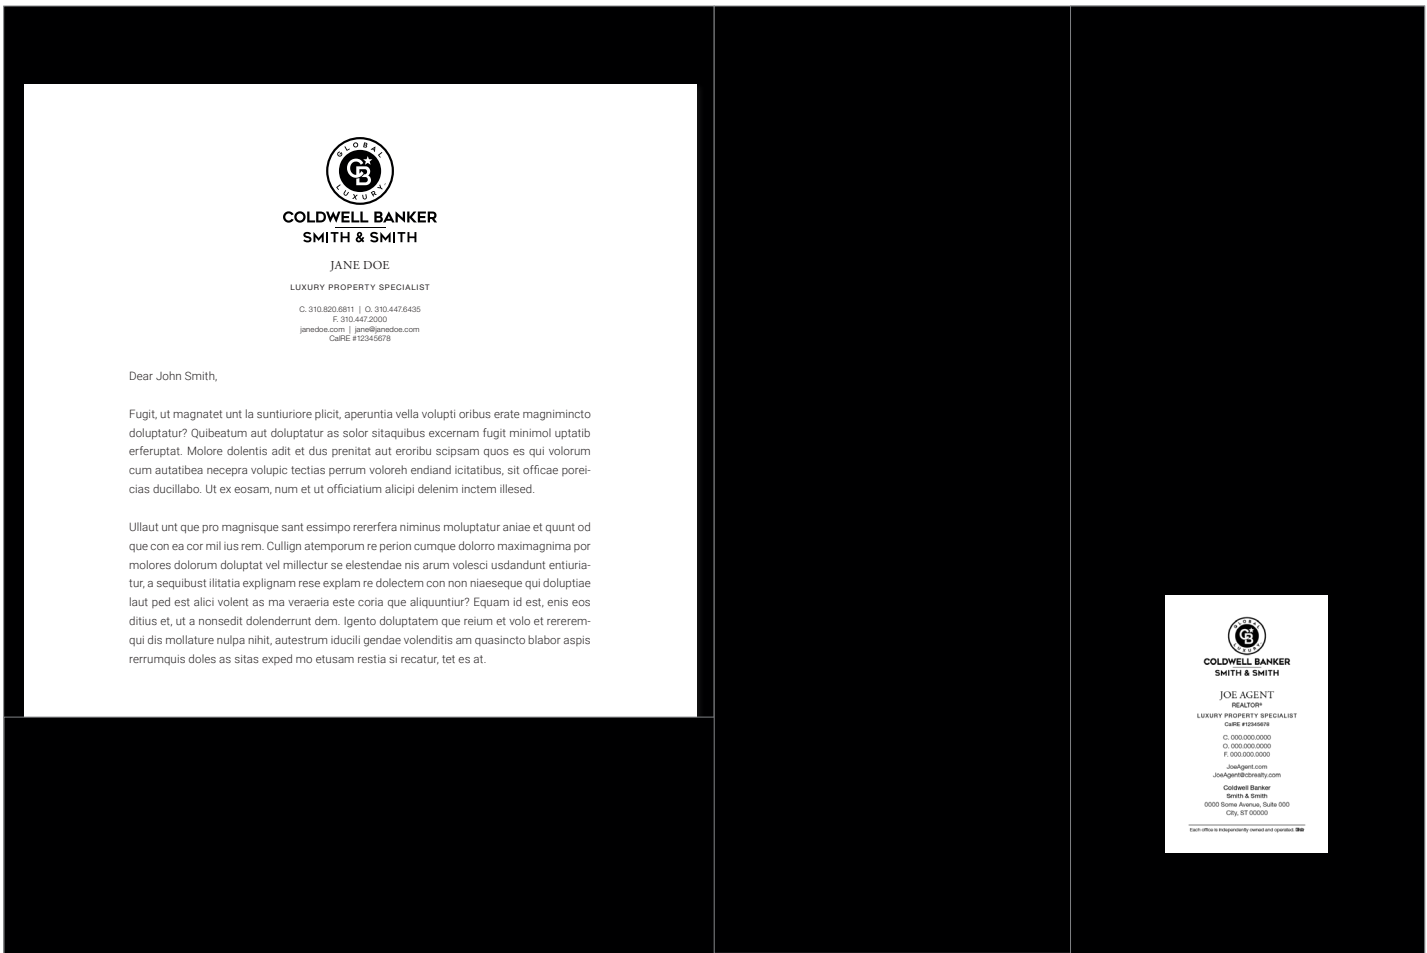 GLOBAL
CB
LUXURY
COLDWELL BANKER
SMITH & SMITH
JANE DOE
LUXURY PROPERTY SPECIALIST
C. 310.820.6811 | O. 310.447.6435
F. 310.447.2000
janedoe.com | jane@janedoe.com
CalRE #12345678
Dear John Smith,
Fugit, ut magnatet unt la suntiuriore plicit, aperuntia vella volupti oribus erate magnimincto
doluptatur? Quibeatum aut doluptatur as solor sitaquibus excernam fugit minimol uptatib
erferuptat. Molore dolentis adit et dus prenitat aut eroribu scipsam quos es qui volorum
cum autatibea necepra volupic tectias perrum voloreh endiand icitatibus, sit officae porei-
cias ducillabo. Ut ex eosam, num et ut officiatium alicipi delenim inctem illesed.
Ullaut unt que pro magnisque sant essimpo rererfera niminus moluptatur aniae et quunt od
que con ea cor mil ius rem. Cullign atemporum re perion cumque dolorro maximagnima por
molores dolorum doluptat vel millectur se elestendae nis arum volesci usdandunt entiuria-
tur, a sequibust ilitatia explignam rese explam re dolectem con non niaeseque qui doluptiae
laut ped est alici volent as ma veraeria este coria que aliquuntiur? Equam id est, enis eos
ditius et, ut a nonsedit dolenderrunt dem. Igento doluptatem que reium et volo et rererem-
qui dis mollature nulpa nihit, autestrum iducili gendae volenditis am quasincto blabor aspis
rerrumquis doles as sitas exped mo etusam restia si recatur, tet es at.
GLOBAL
CB
LUXURY
COLDWELL BANKER
SMITH & SMITH
JOE AGENT
REALTOR®
LUXURY PROPERTY SPECIALIST
CalRE #12345678
C. 000.000.0000
O. 000.000.0000
F. 000.000.0000
JoeAgent.com
JoeAgent@cbrealty.com
Coldwell Banker
Smith & Smith
0000 Some Avenue, Suite 000
City, ST 00000
Each office is independently owned and operated.